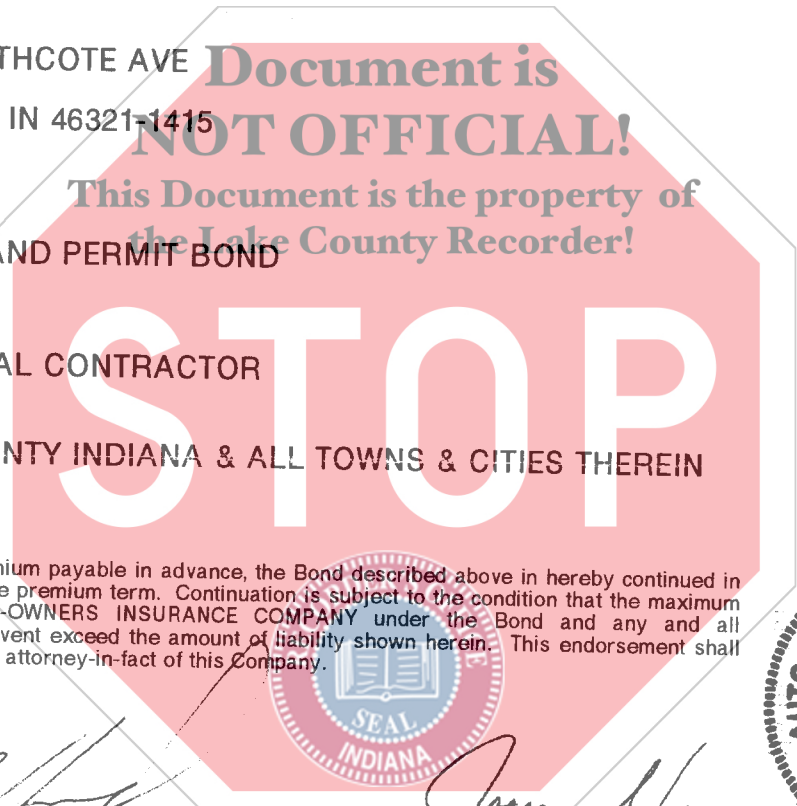 THCOTE AVE
Document is
IN 46321-1415
NOT OFFICIAL!
This Document is the property of
the Lake County Recorder!
AND PERMIT BOND
STOP
AL CONTRACTOR
NTY INDIANA & ALL TOWNS & CITIES THEREIN
nium payable in advance, the Bond described above in hereby continued in
e premium term. Continuation is subject to the condition that the maximum
-OWNERS INSURANCE COMPANY under the Bond and any and all
vent exceed the amount of liability shown herein. This endorsement shall
attorney-in-fact of this Company.
RECORDER'S OFFICE
SEAL
INDIANA
AUTO